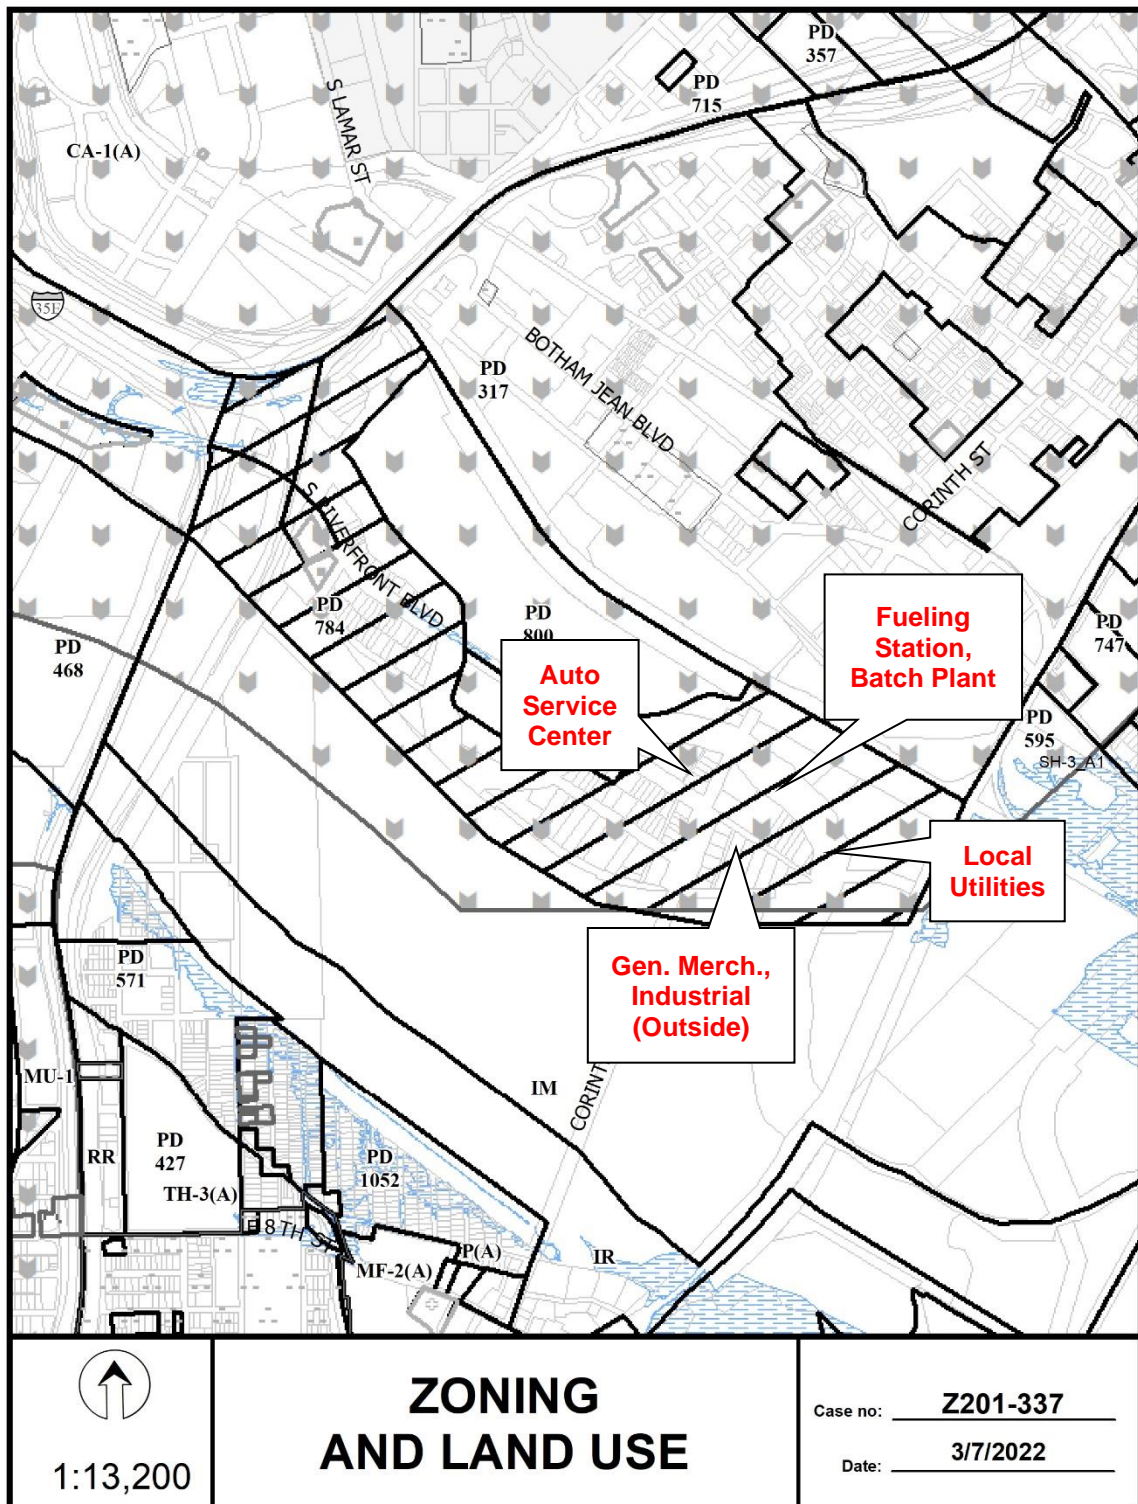 PD
357
PD
715
S LAMAR ST
CA-1(A)
35E
PD
317
BOTHAM JEAN BLVD
CORINTH ST
S RIVERFRONT BLVD
PD
784
PD
800
PD
468
Auto
Service
Center
Fueling
Station,
Batch Plant
PD
747
PD
595
SH-3_A1
Local
Utilities
Gen. Merch.,
Industrial
(Outside)
PD
571
MU-1
IM
CORINT
RR
PD
427
TH-3(A)
PD
1052
E 8TH ST
P(A)
MF-2(A)
IR
1:13,200
ZONING
AND LAND USE
Case no: Z201-337
Date: 3/7/2022